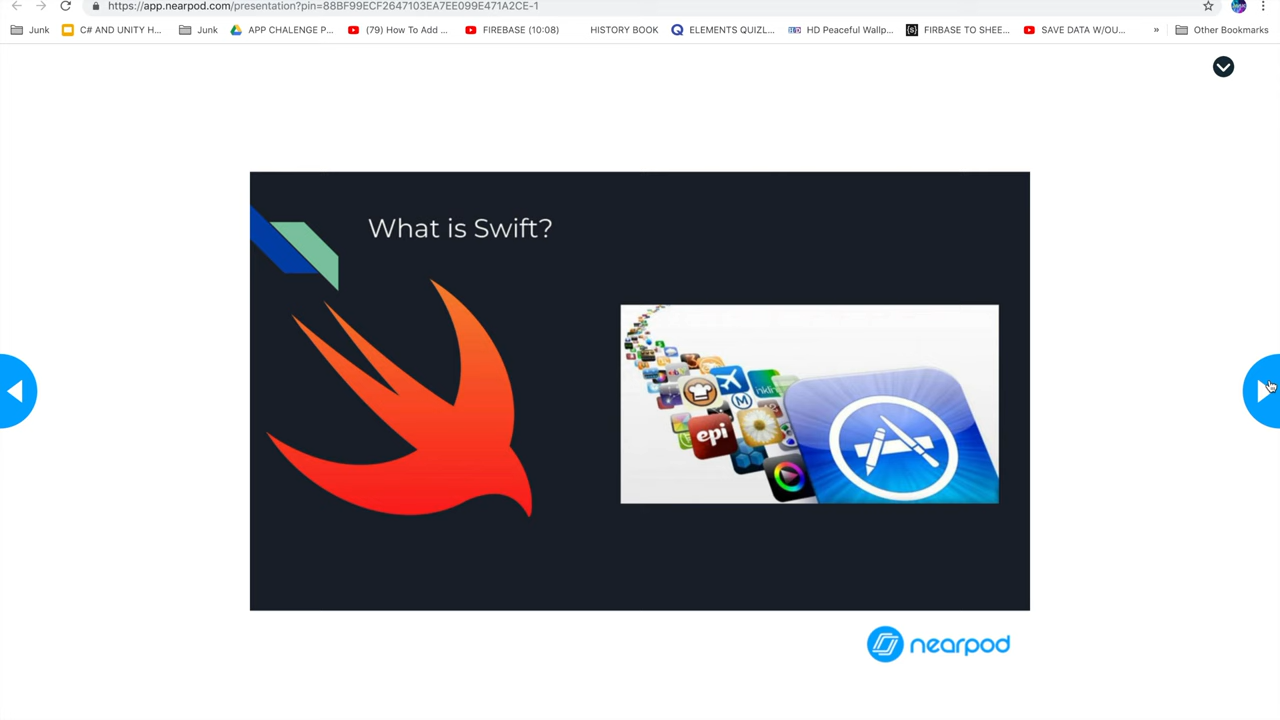 https://app.nearpod.com/presentation?pin=88BF99ECF2647103EA7EE099E471A2CE-1
Junk C# AND UNITY H... Junk APP CHALENGE P... (79) How To Add ... FIREBASE (10:08) HISTORY BOOK ELEMENTS QUIZL... HD Peaceful Wallp... {s} FIRBASE TO SHEE... SAVE DATA W/OU... » Other Bookmarks
What is Swift?
M
epi
nearpod